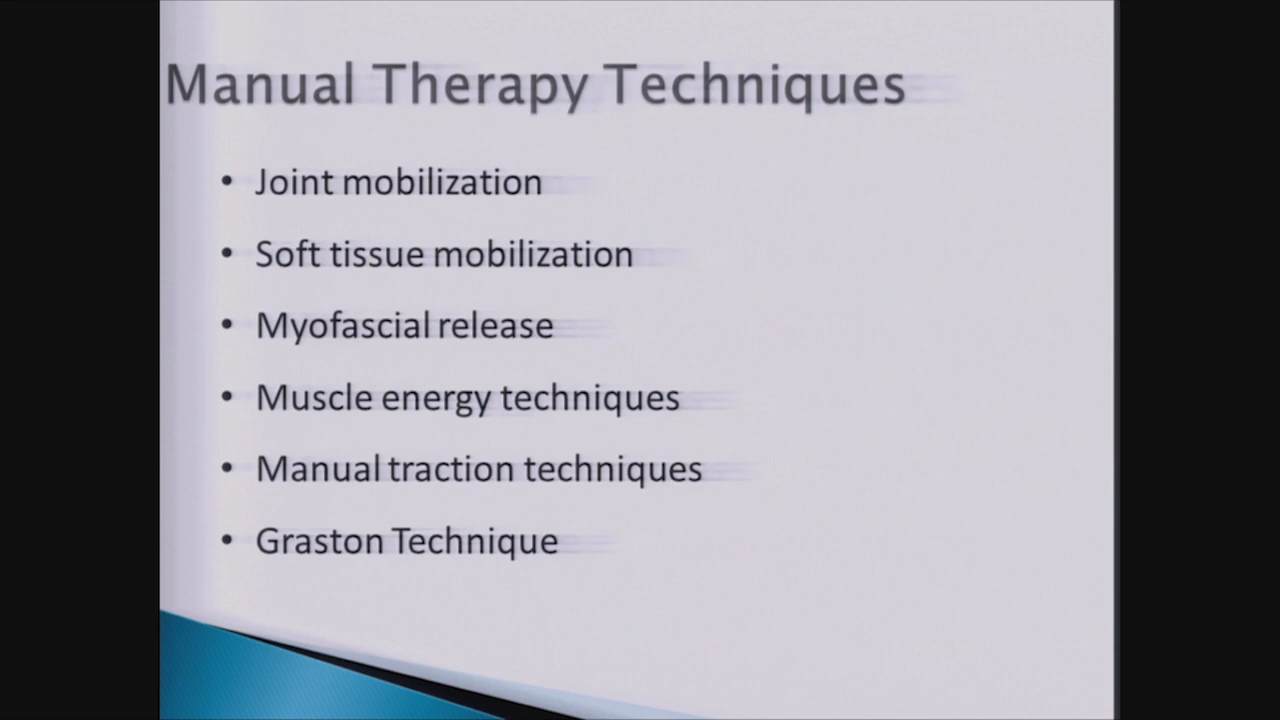 Manual Therapy Techniques
• Joint mobilization
• Soft tissue mobilization
• Myofascial release
• Muscle energy techniques
• Manual traction techniques
• Graston Technique